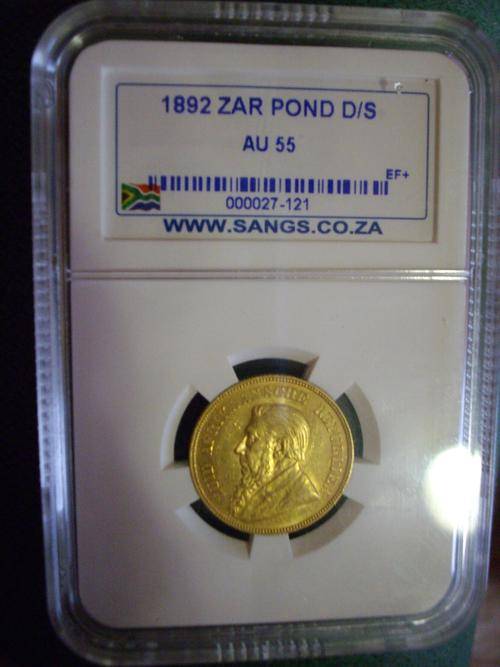 1892 ZAR POND D/S
AU 55
EF+
000027-121
WWW.SANGS.CO.ZA